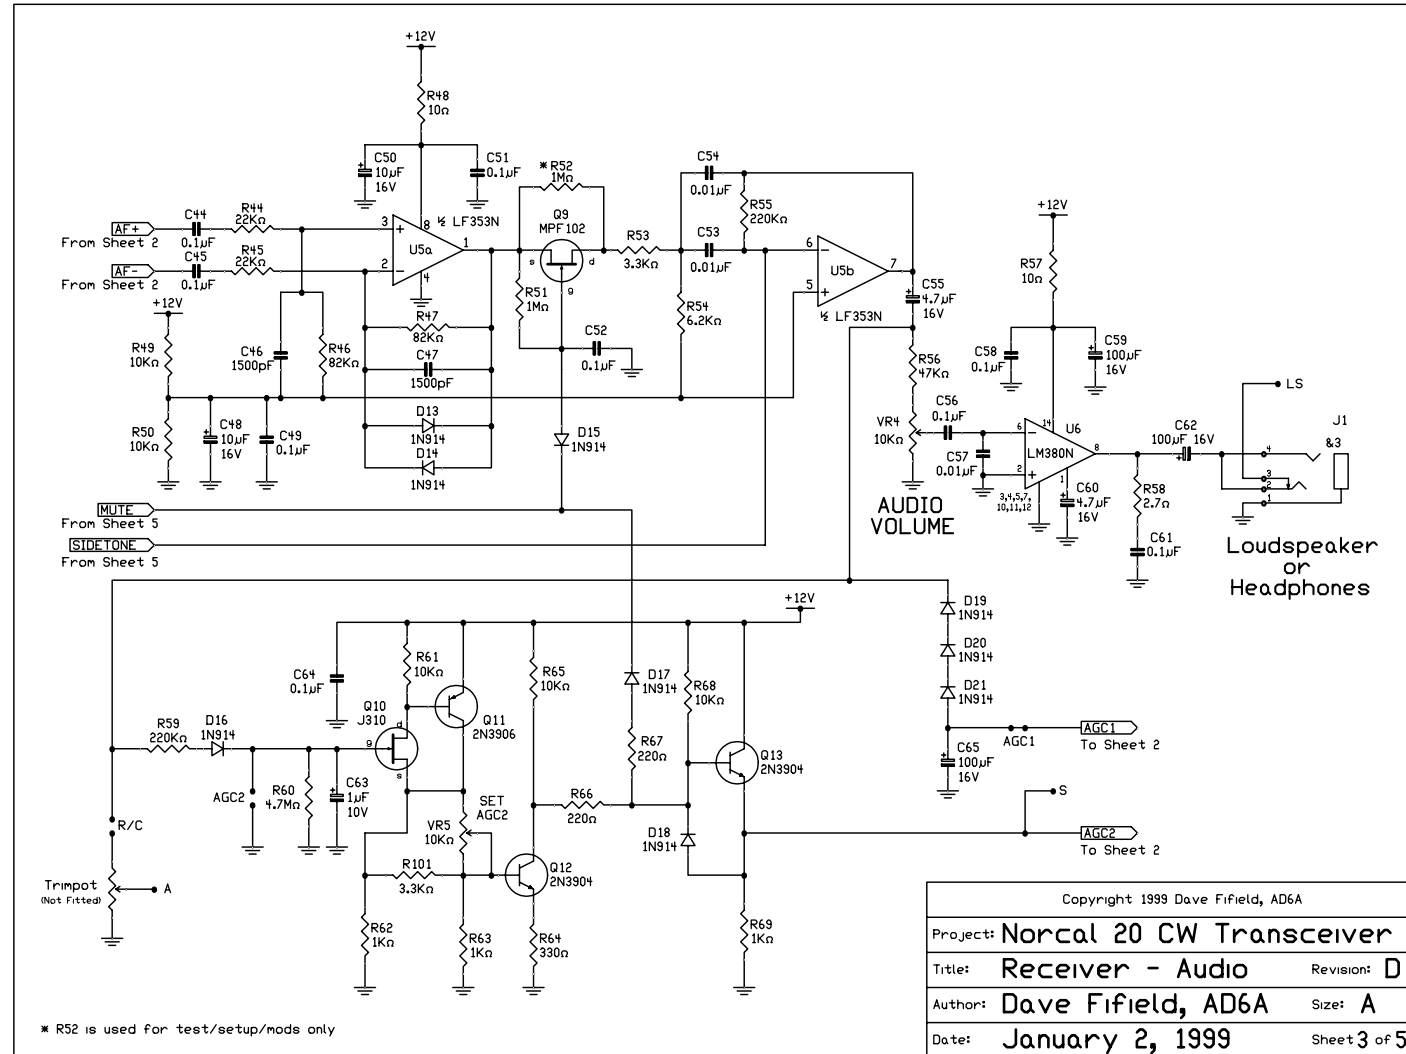 +12V
R48
10Ω
C50
10µF
16V
+
C51
0.1µF
* R52
1MΩ
C54
0.01µF
R55
220KΩ
+12V
AF+
From Sheet 2
C44
0.1µF
R44
22KΩ
3
+
8
½ LF353N
U5a
1
Q9
MPF102
s
d
g
R53
3.3KΩ
C53
0.01µF
6
−
U5b
7
5
+
½ LF353N
C55
4.7µF
16V
+
R57
10Ω
AF-
From Sheet 2
C45
0.1µF
R45
22KΩ
2
−
4
R51
1MΩ
R54
6.2KΩ
+12V
R49
10KΩ
C46
1500pF
R46
82KΩ
R47
82KΩ
C47
1500pF
C52
0.1µF
R56
47KΩ
C58
0.1µF
C59
100µF
16V
+
R50
10KΩ
C48
10µF
16V
+
C49
0.1µF
D13
1N914
D14
1N914
D15
1N914
VR4
10KΩ
C56
0.1µF
C57
0.01µF
6
−
14
U6
LM380N
8
2
+
1
3,4,5,7,
10,11,12
C60
4.7µF
16V
+
C62
100µF 16V
+
R58
2.7Ω
C61
0.1µF
LS
J1
&3
4
3
2
1
AUDIO
VOLUME
Loudspeaker
or
Headphones
MUTE
From Sheet 5
SIDETONE
From Sheet 5
+12V
D19
1N914
D20
1N914
D21
1N914
C64
0.1µF
R61
10KΩ
R65
10KΩ
D17
1N914
R68
10KΩ
Q10
J310
d
g
s
Q11
2N3906
R59
220KΩ
D16
1N914
R67
220Ω
Q13
2N3904
AGC1
AGC1
To Sheet 2
C65
100µF
16V
+
AGC2
R60
4.7MΩ
C63
1µF
10V
+
SET
AGC2
VR5
10KΩ
R66
220Ω
D18
1N914
S
AGC2
To Sheet 2
R/C
Trimpot
(Not Fitted)
A
R101
3.3KΩ
Q12
2N3904
R62
1KΩ
R63
1KΩ
R64
330Ω
R69
1KΩ
* R52 is used for test/setup/mods only
Copyright 1999 Dave Fifield, AD6A
Project: Norcal 20 CW Transceiver
Title: Receiver - Audio Revision: D
Author: Dave Fifield, AD6A Size: A
Date: January 2, 1999 Sheet 3 of 5